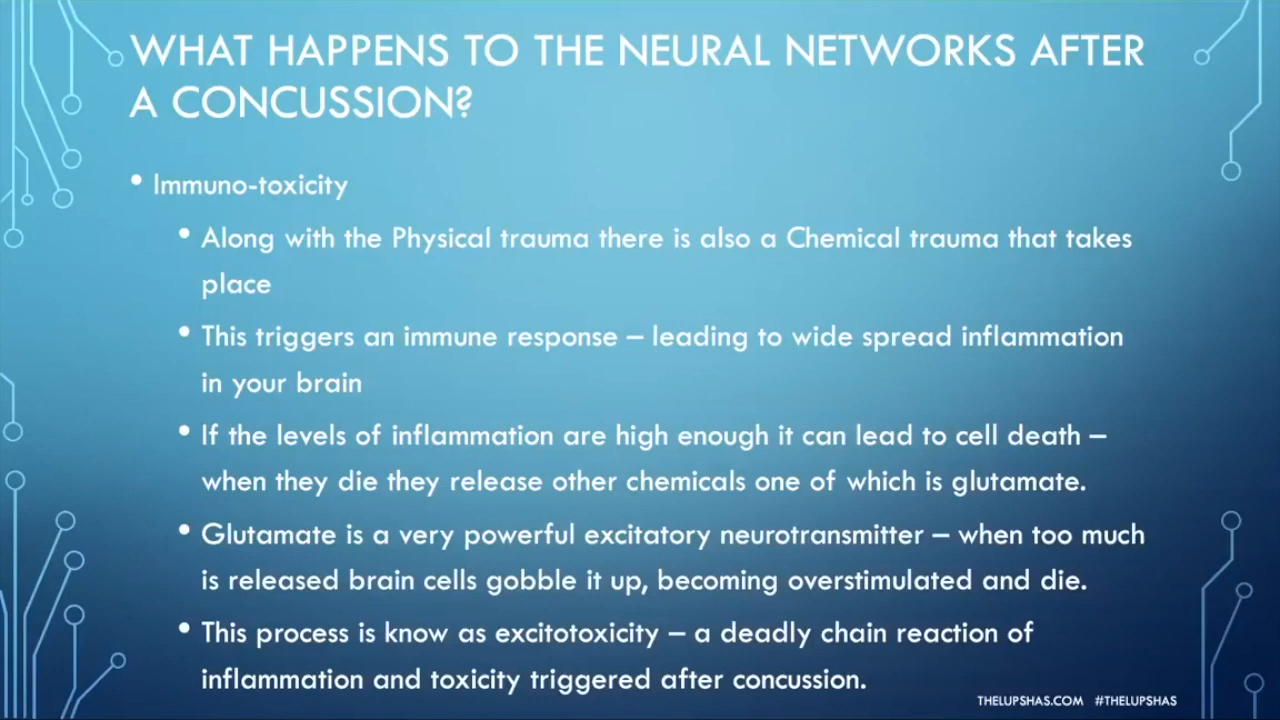 WHAT HAPPENS TO THE NEURAL NETWORKS AFTER
A CONCUSSION?
• Immuno-toxicity
• Along with the Physical trauma there is also a Chemical trauma that takes
place
• This triggers an immune response – leading to wide spread inflammation
in your brain
• If the levels of inflammation are high enough it can lead to cell death –
when they die they release other chemicals one of which is glutamate.
• Glutamate is a very powerful excitatory neurotransmitter – when too much
is released brain cells gobble it up, becoming overstimulated and die.
• This process is know as excitotoxicity – a deadly chain reaction of
inflammation and toxicity triggered after concussion.
THELUPSHAS.COM #THELUPSHAS